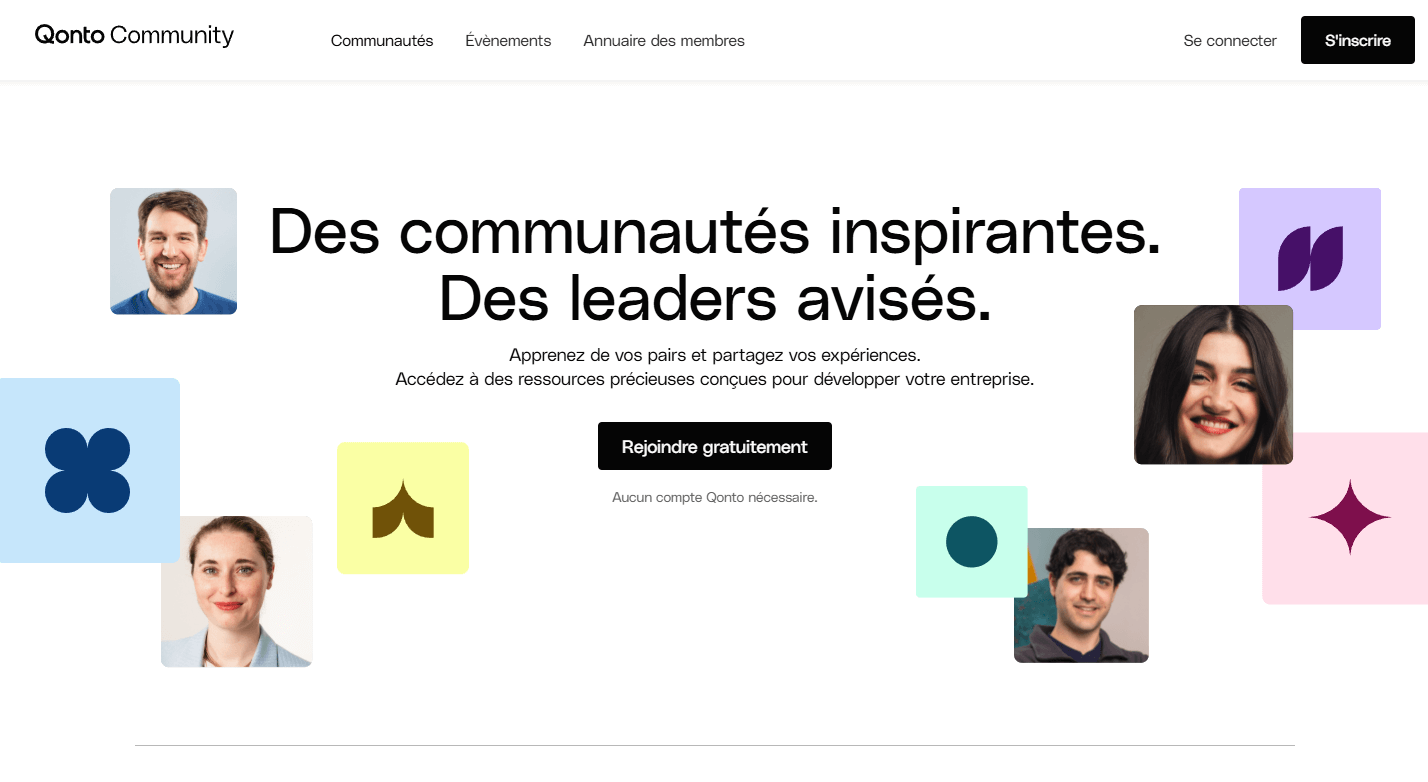 Qonto Community
Communautés
Évènements
Annuaire des membres
Se connecter
S'inscrire
Des communautés inspirantes.
Des leaders avisés.
Apprenez de vos pairs et partagez vos expériences.
Accédez à des ressources précieuses conçues pour développer votre entreprise.
Rejoindre gratuitement
Aucun compte Qonto nécessaire.